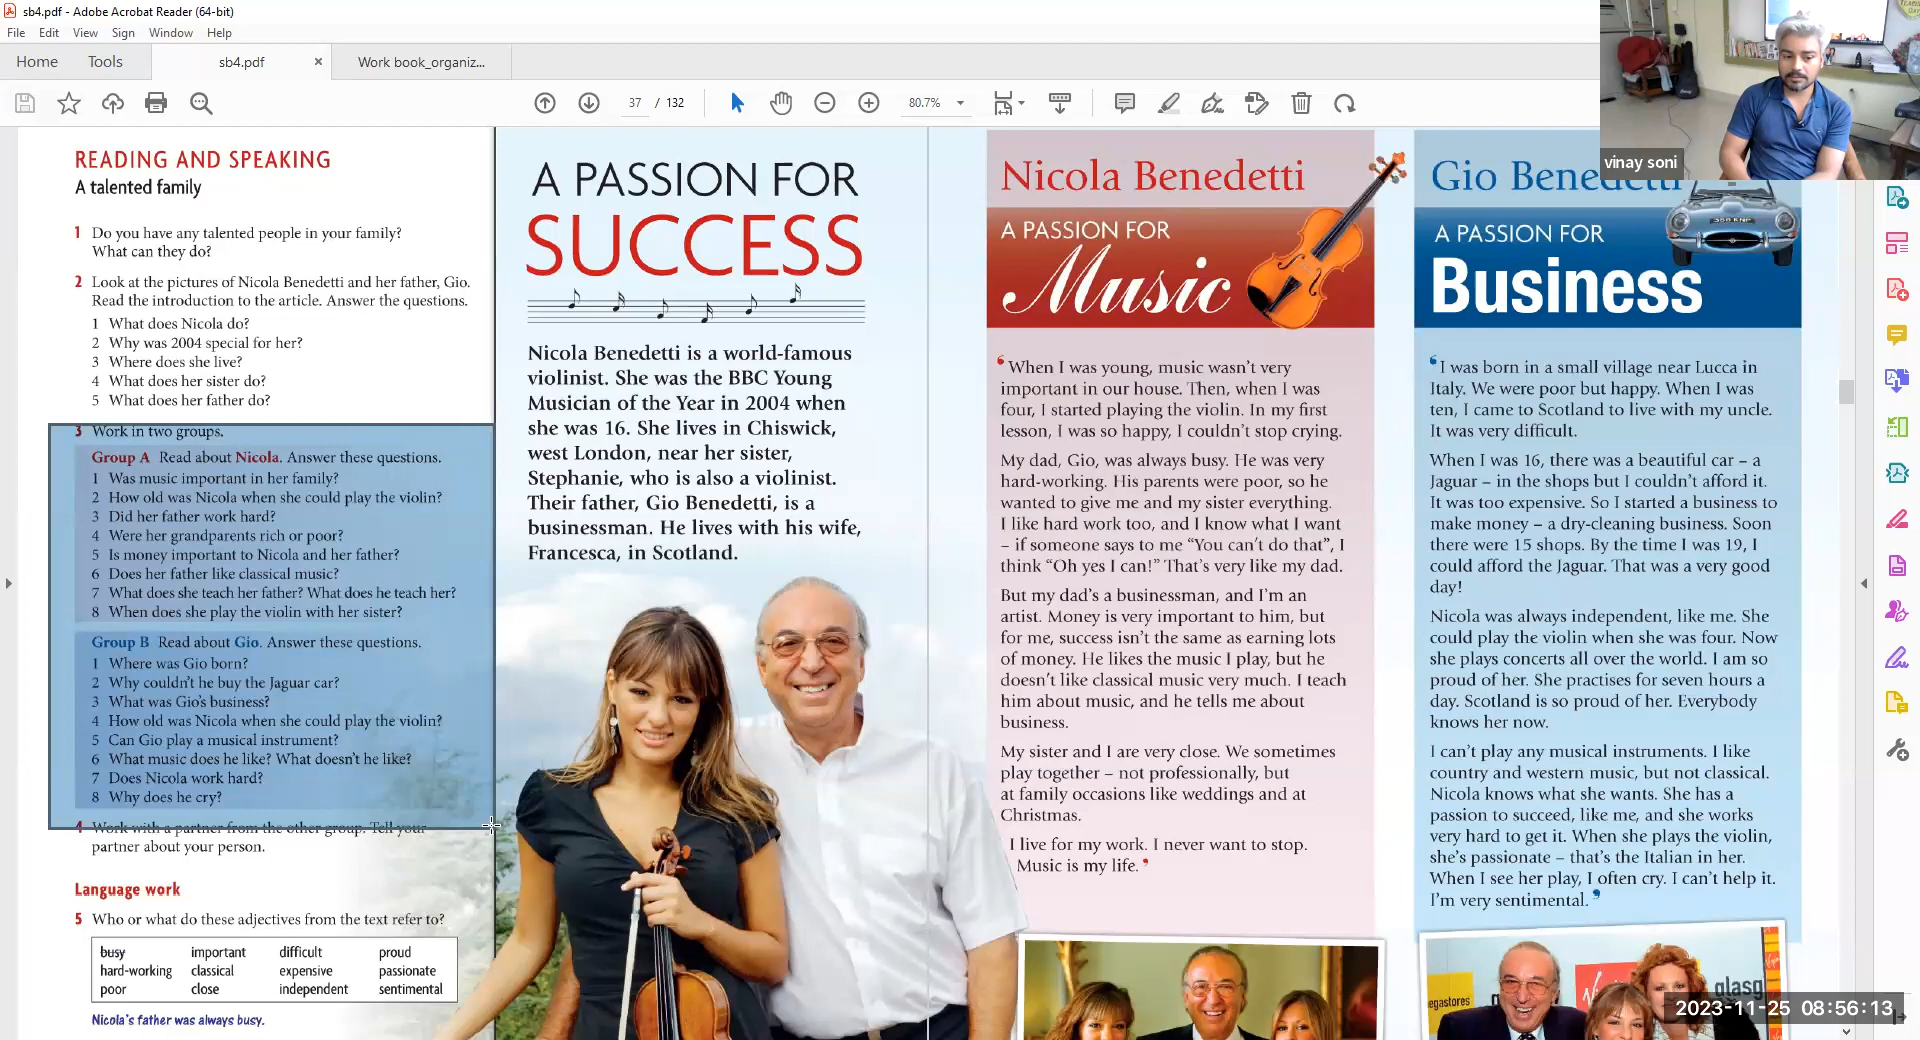 sb4.pdf - Adobe Acrobat Reader (64-bit)
File Edit View Sign Window Help
Home Tools sb4.pdf × Work book_organiz...
37 / 132 80.7%
vinay soni
READING AND SPEAKING
A talented family
1 Do you have any talented people in your family?
What can they do?
2 Look at the pictures of Nicola Benedetti and her father, Gio.
Read the introduction to the article. Answer the questions.
1 What does Nicola do?
2 Why was 2004 special for her?
3 Where does she live?
4 What does her sister do?
5 What does her father do?
3 Work in two groups.
Group A Read about Nicola. Answer these questions.
1 Was music important in her family?
2 How old was Nicola when she could play the violin?
3 Did her father work hard?
4 Were her grandparents rich or poor?
5 Is money important to Nicola and her father?
6 Does her father like classical music?
7 What does she teach her father? What does he teach her?
8 When does she play the violin with her sister?
Group B Read about Gio. Answer these questions.
1 Where was Gio born?
2 Why couldn't he buy the Jaguar car?
3 What was Gio's business?
4 How old was Nicola when she could play the violin?
5 Can Gio play a musical instrument?
6 What music does he like? What doesn't he like?
7 Does Nicola work hard?
8 Why does he cry?
4 Work with a partner from the other group. Tell your
partner about your person.
Language work
5 Who or what do these adjectives from the text refer to?
busy important difficult proud
hard-working classical expensive passionate
poor close independent sentimental
Nicola's father was always busy.
A PASSION FOR
SUCCESS
Nicola Benedetti is a world-famous
violinist. She was the BBC Young
Musician of the Year in 2004 when
she was 16. She lives in Chiswick,
west London, near her sister,
Stephanie, who is also a violinist.
Their father, Gio Benedetti, is a
businessman. He lives with his wife,
Francesca, in Scotland.
Nicola Benedetti
A PASSION FOR
Music
‘When I was young, music wasn't very
important in our house. Then, when I was
four, I started playing the violin. In my first
lesson, I was so happy, I couldn't stop crying.
My dad, Gio, was always busy. He was very
hard-working. His parents were poor, so he
wanted to give me and my sister everything.
I like hard work too, and I know what I want
– if someone says to me “You can't do that”, I
think “Oh yes I can!” That's very like my dad.
But my dad's a businessman, and I'm an
artist. Money is very important to him, but
for me, success isn't the same as earning lots
of money. He likes the music I play, but he
doesn't like classical music very much. I teach
him about music, and he tells me about
business.
My sister and I are very close. We sometimes
play together – not professionally, but
at family occasions like weddings and at
Christmas.
I live for my work. I never want to stop.
Music is my life.’
Gio Benedetti
A PASSION FOR
Business
‘I was born in a small village near Lucca in
Italy. We were poor but happy. When I was
ten, I came to Scotland to live with my uncle.
It was very difficult.
When I was 16, there was a beautiful car – a
Jaguar – in the shops but I couldn't afford it.
It was too expensive. So I started a business to
make money – a dry-cleaning business. Soon
there were 15 shops. By the time I was 19, I
could afford the Jaguar. That was a very good
day!
Nicola was always independent, like me. She
could play the violin when she was four. Now
she plays concerts all over the world. I am so
proud of her. She practises for seven hours a
day. Scotland is so proud of her. Everybody
knows her now.
I can't play any musical instruments. I like
country and western music, but not classical.
Nicola knows what she wants. She has a
passion to succeed, like me, and she works
very hard to get it. When she plays the violin,
she's passionate – that's the Italian in her.
When I see her play, I often cry. I can't help it.
I'm very sentimental.’
egastores
glasg
2023-11-25 08:56:13